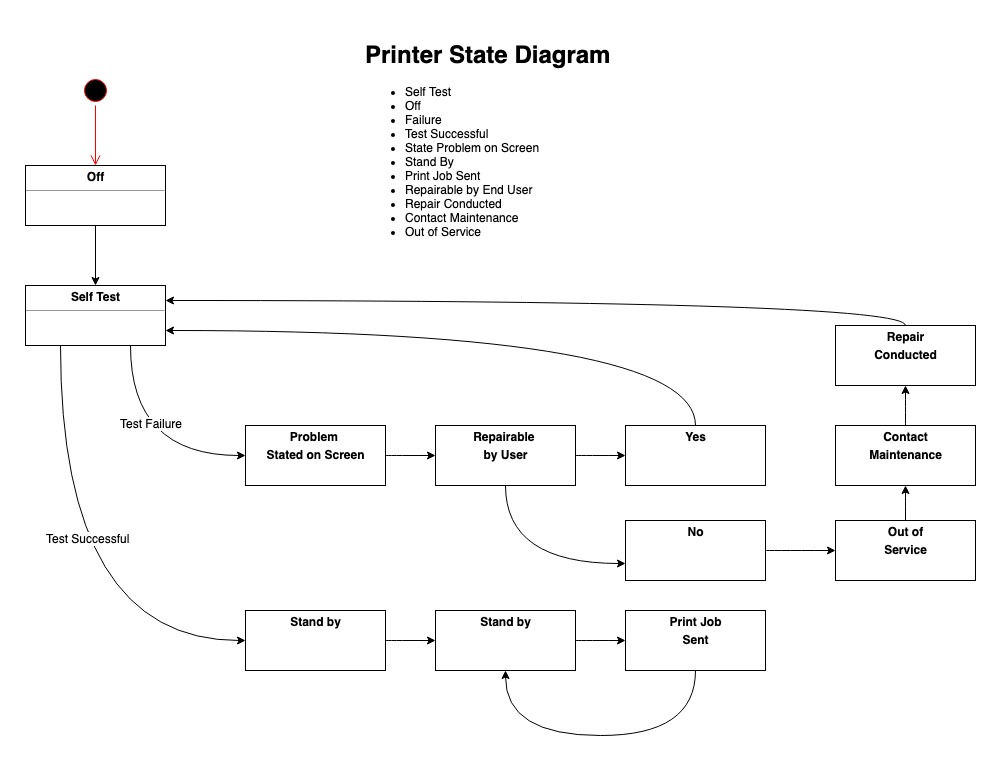 Printer State Diagram
• Self Test
• Off
• Failure
• Test Successful
• State Problem on Screen
• Stand By
• Print Job Sent
• Repairable by End User
• Repair Conducted
• Contact Maintenance
• Out of Service
Off
Self Test
Repair
Conducted
Test Failure
Problem
Stated on Screen
Repairable
by User
Yes
Contact
Maintenance
Test Successful
No
Out of
Service
Stand by
Stand by
Print Job
Sent